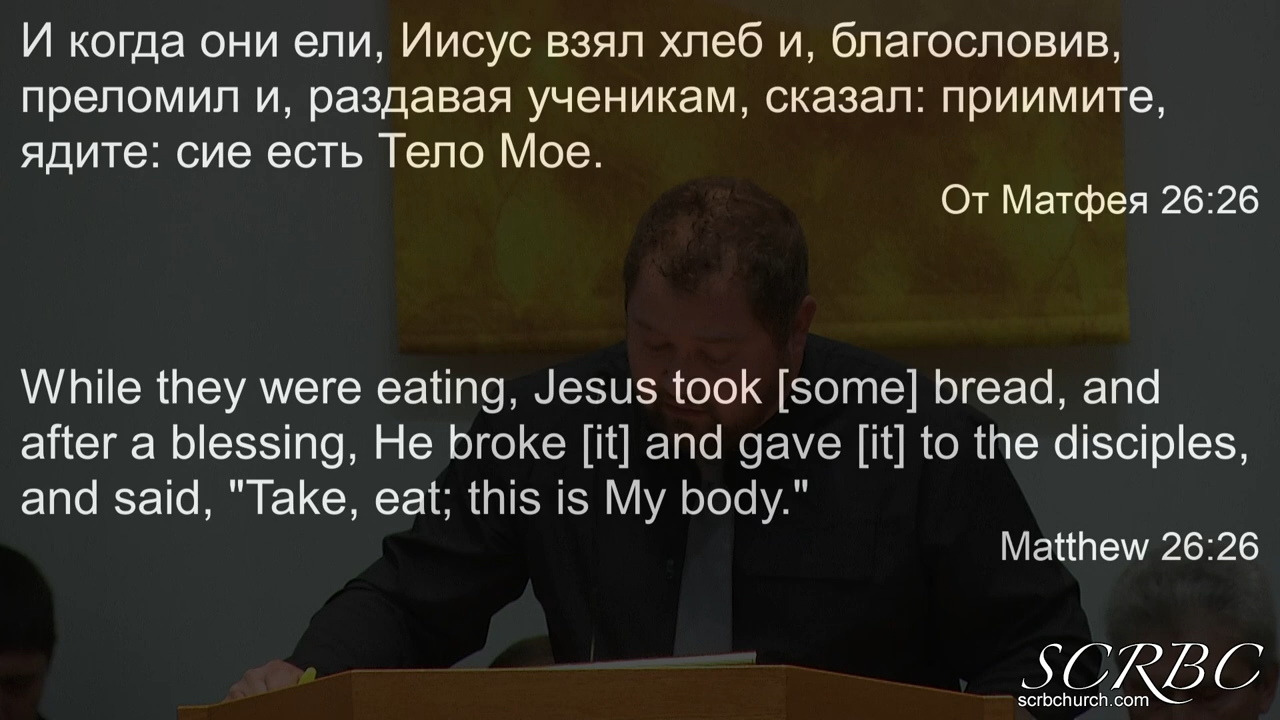 И когда они ели, Иисус взял хлеб и, благословив,
преломил и, раздавая ученикам, сказал: приимите,
ядите: сие есть Тело Мое.
От Матфея 26:26
While they were eating, Jesus took [some] bread, and
after a blessing, He broke [it] and gave [it] to the disciples,
and said, "Take, eat; this is My body."
Matthew 26:26
SCRBC
scrbchurch.com